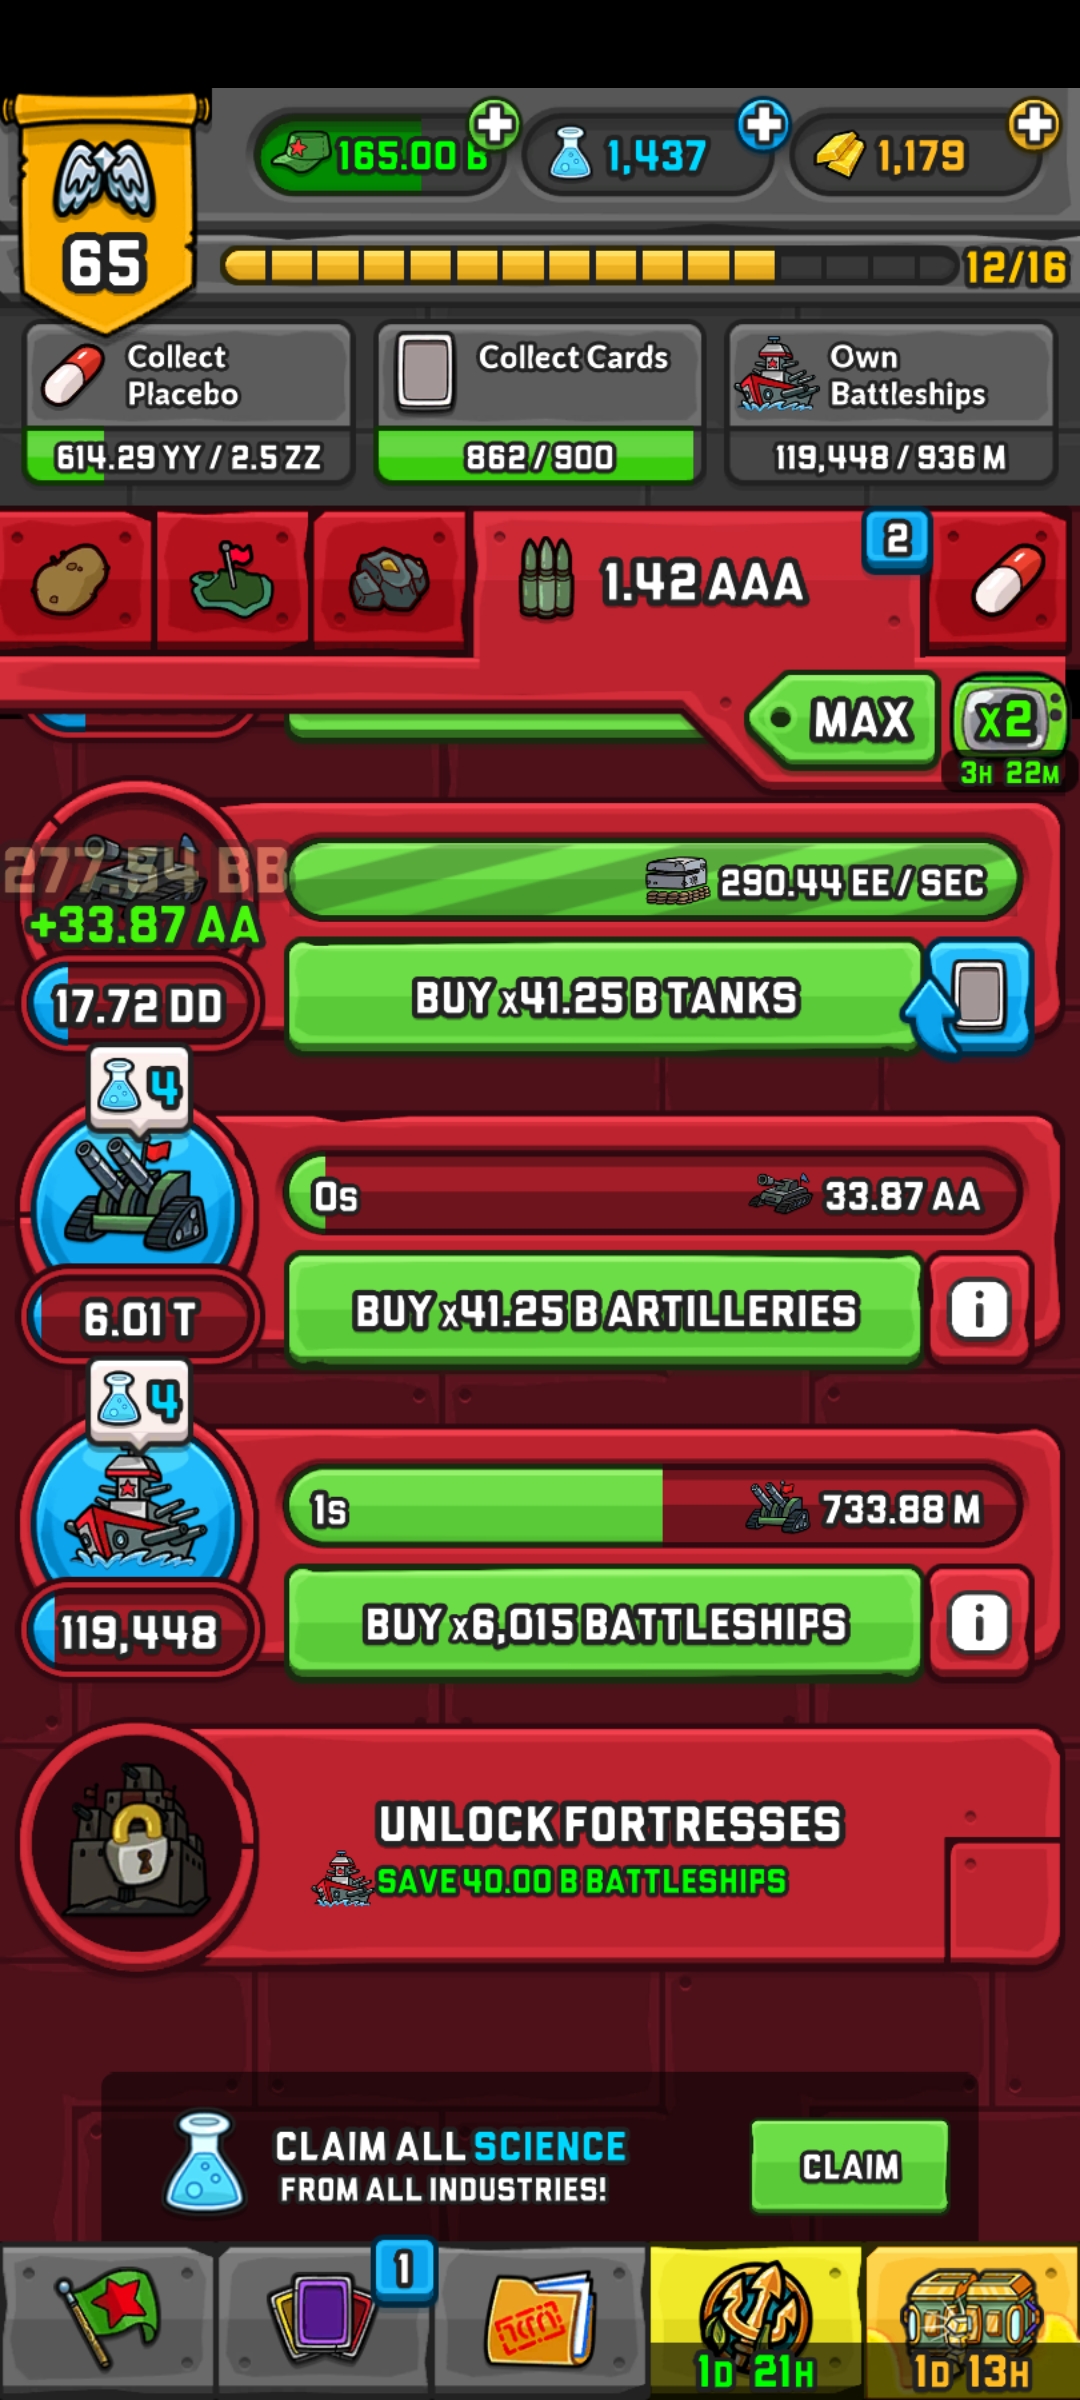 165.00 B
1,437
1,179
65
12/16
Collect
Placebo
614.29 YY / 2.5 ZZ
Collect Cards
862/900
Own
Battleships
119,448 / 936 M
1.42 AAA
2
MAX
x2
3H 22M
277.54 BB
+33.87 AA
290.44 EE / SEC
17.72 DD
BUY x41.25 B TANKS
4
0s
33.87 AA
6.01 T
BUY x41.25 B ARTILLERIES
i
4
1s
733.88 M
119,448
BUY x6,015 BATTLESHIPS
i
UNLOCK FORTRESSES
SAVE 40.00 B BATTLESHIPS
CLAIM ALL SCIENCE
FROM ALL INDUSTRIES!
CLAIM
1
1D 21H
1D 13H